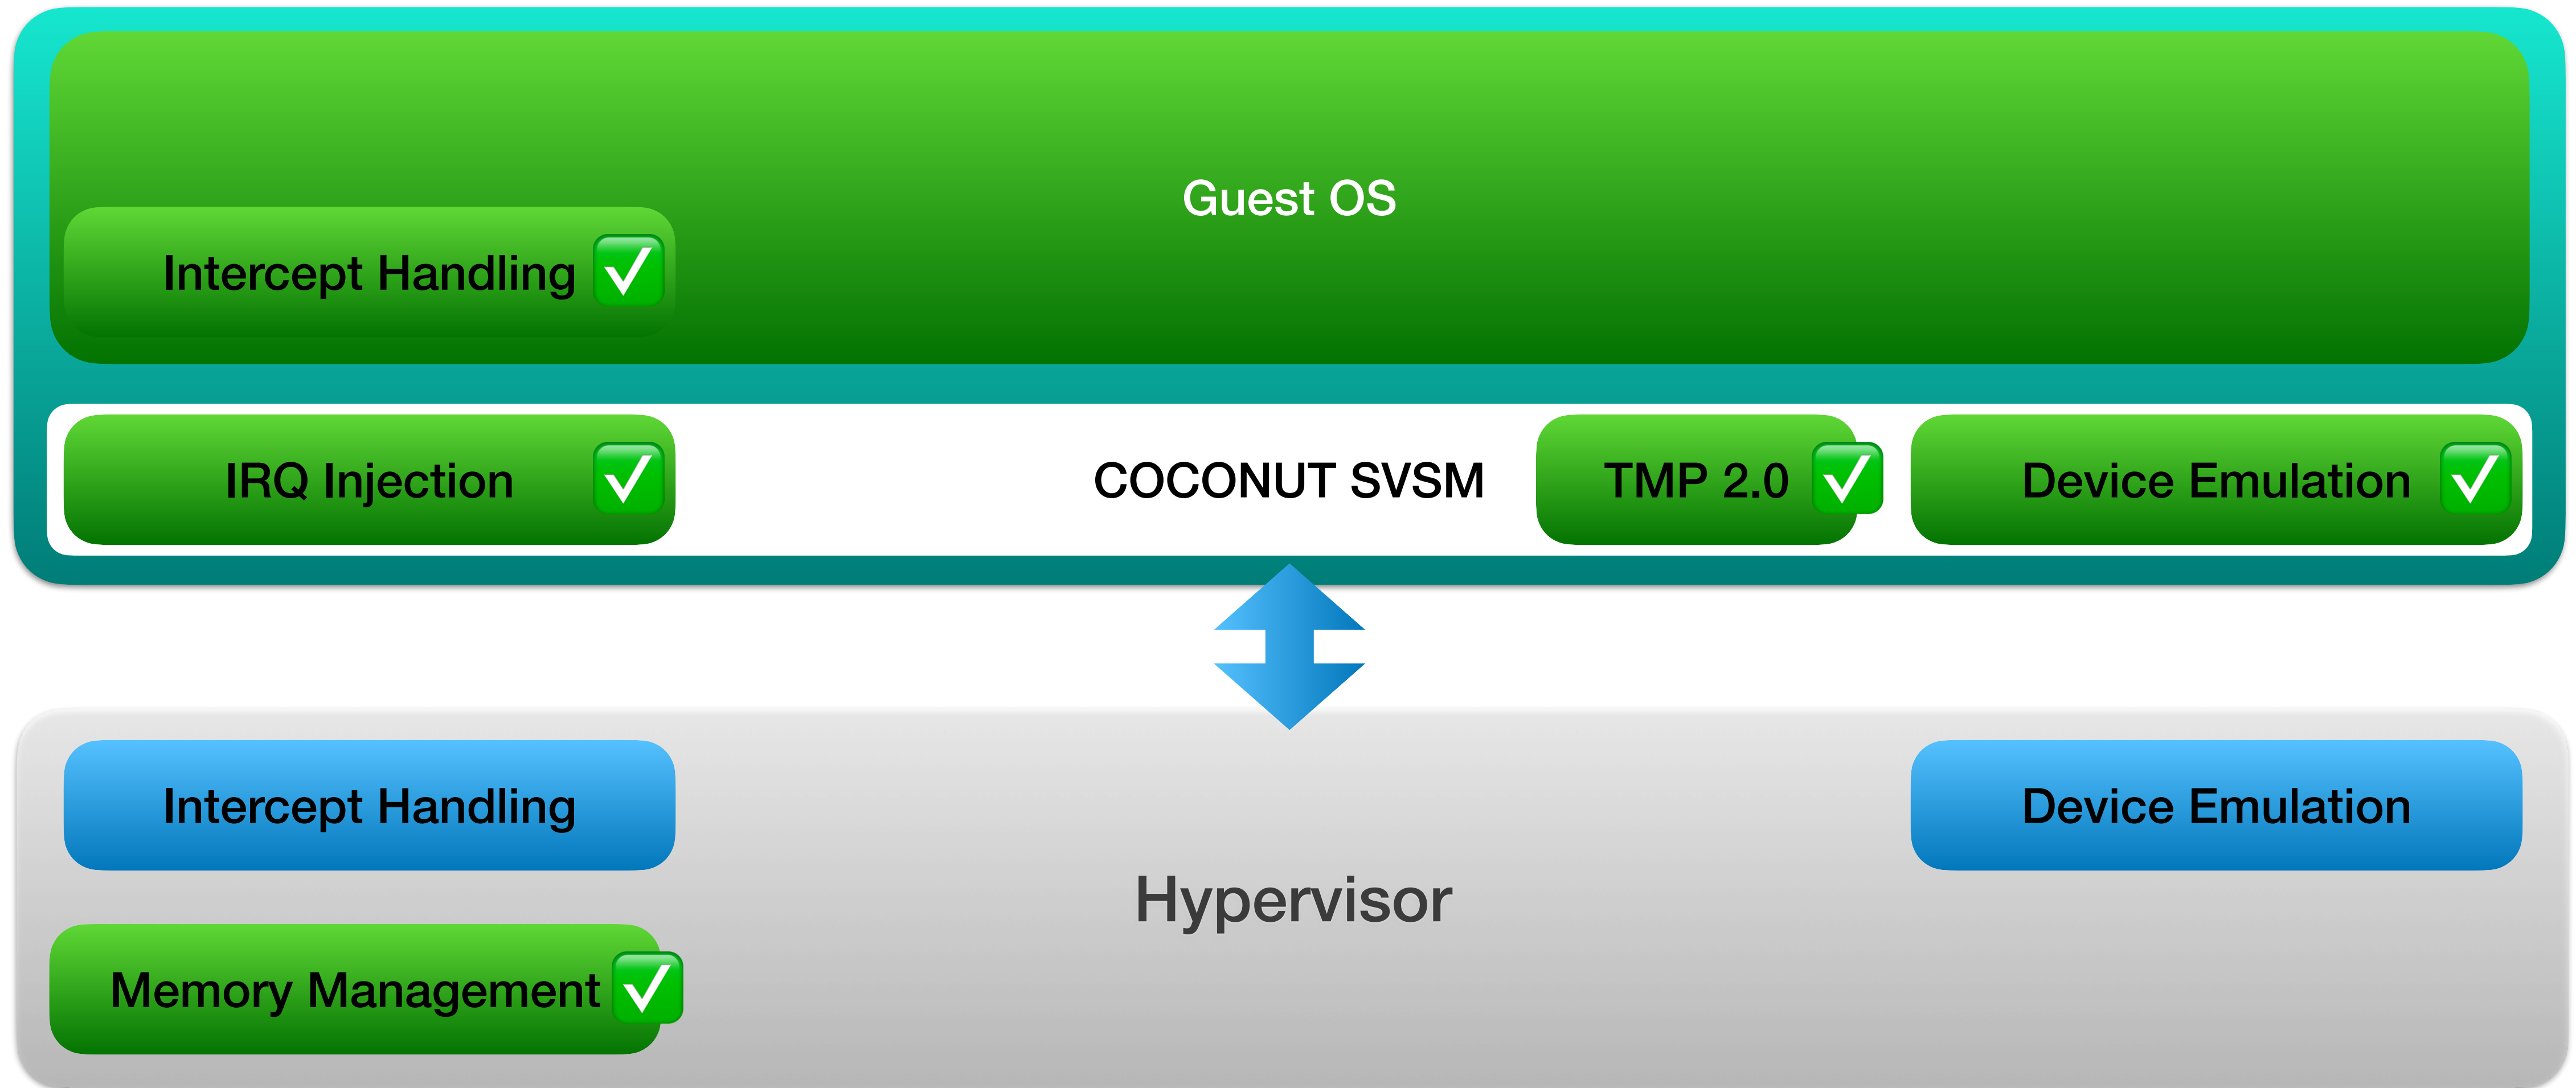 Guest OS
Intercept Handling
IRQ Injection
COCONUT SVSM
TMP 2.0
Device Emulation
Intercept Handling
Device Emulation
Hypervisor
Memory Management